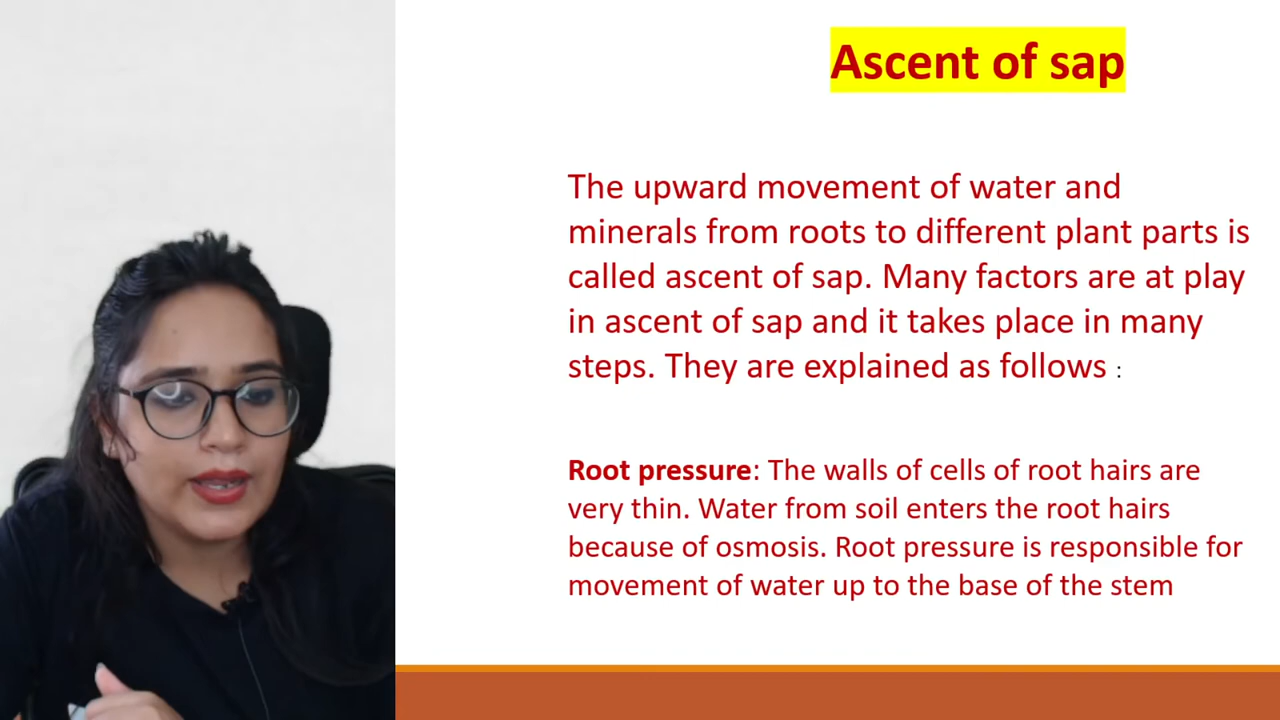 Ascent of sap
The upward movement of water and
minerals from roots to different plant parts is
called ascent of sap. Many factors are at play
in ascent of sap and it takes place in many
steps. They are explained as follows :
Root pressure: The walls of cells of root hairs are
very thin. Water from soil enters the root hairs
because of osmosis. Root pressure is responsible for
movement of water up to the base of the stem